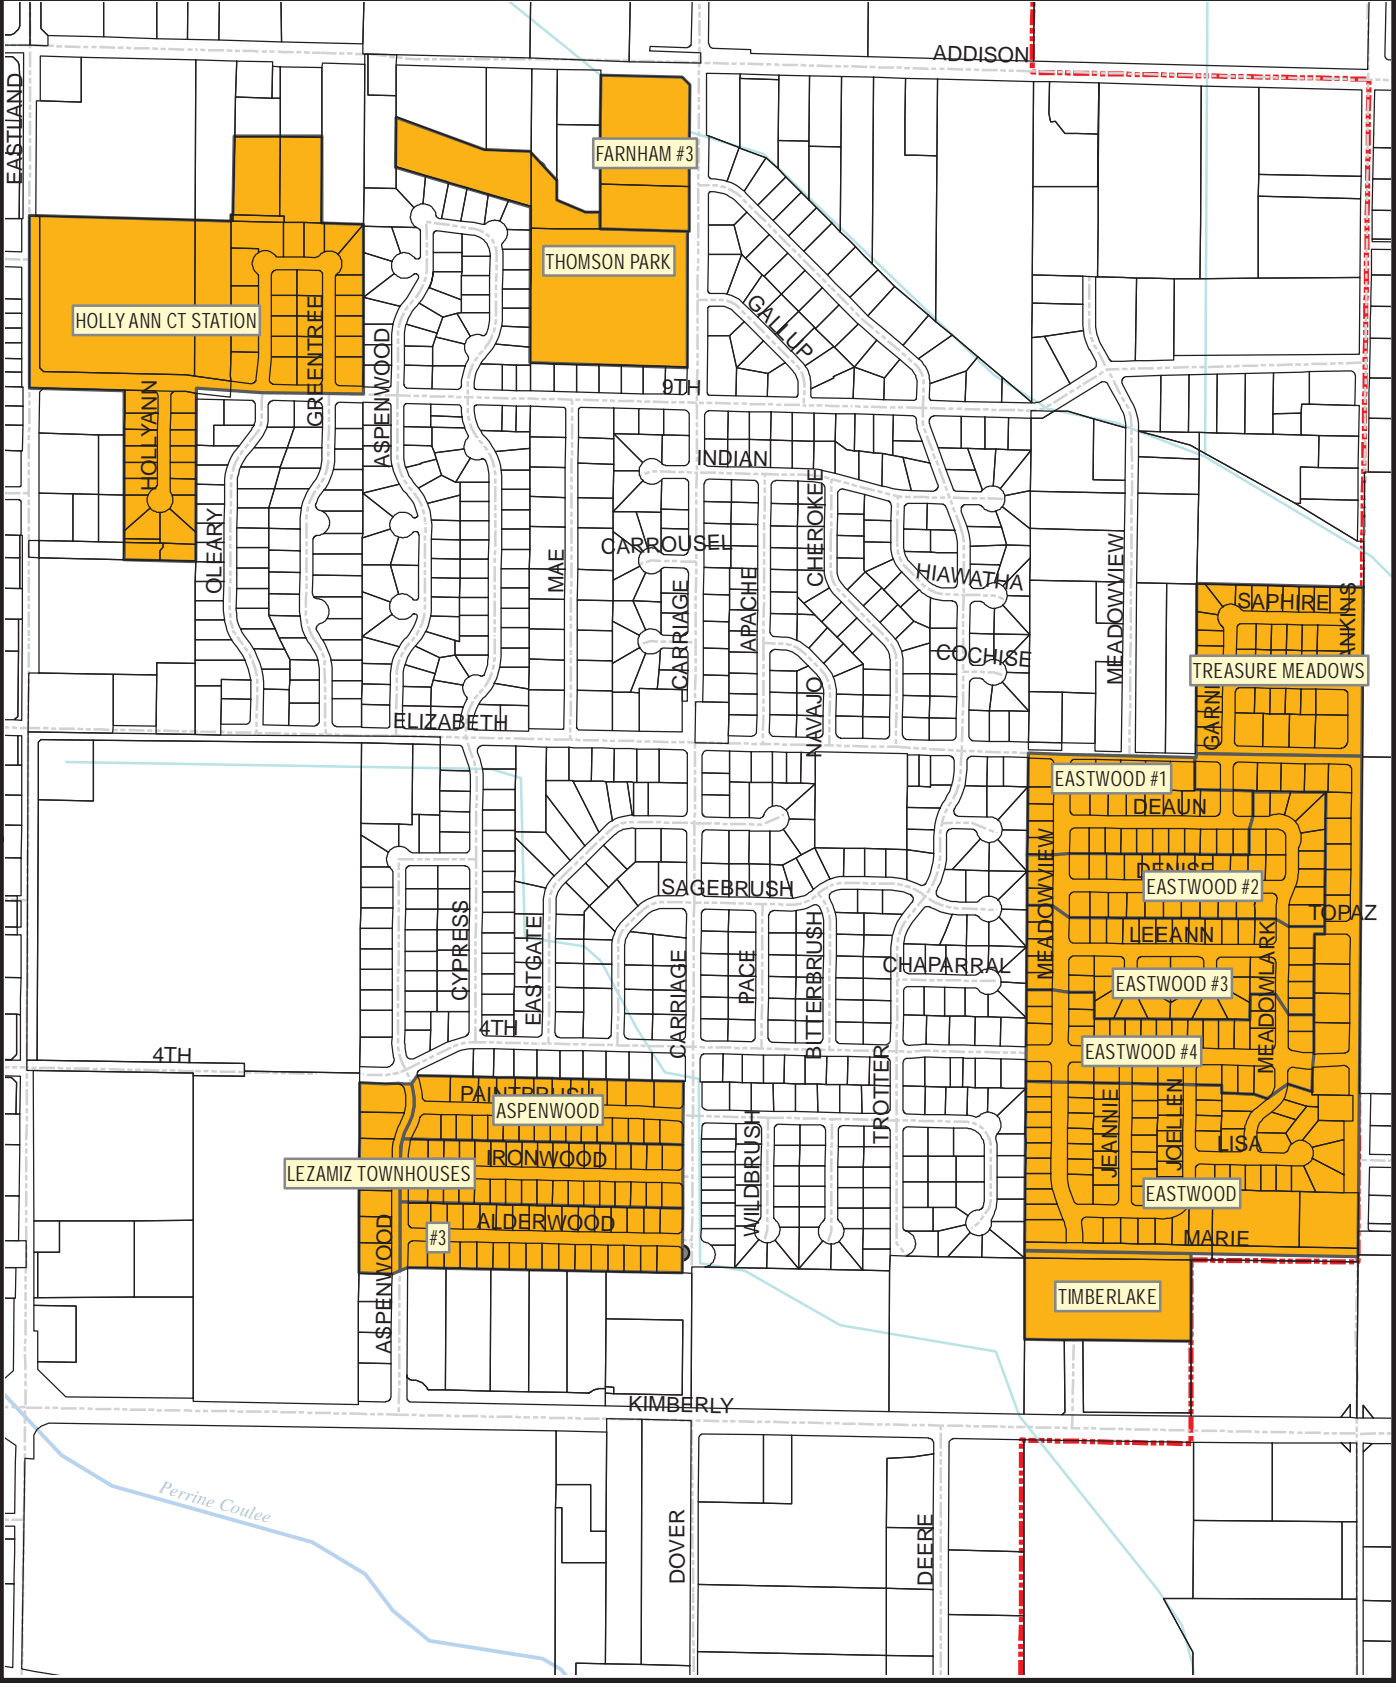 ADDISON
EASTLAND
FARNHAM #3
THOMSON PARK
HOLLY ANN CT STATION
GREENTREE
ASPENWOOD
GALLUP
9TH
HOLLYANN
INDIAN
OLEARY
MAE
CARROUSEL
CARRIAGE
APACHE
CHEROKEE
HIAWATHA
MEADOWVIEW
SAPHIRE
COCHISE
TREASURE MEADOWS
NAVAJO
ELIZABETH
EASTWOOD #1
DEAUN
MEADOWVIEW
DENISE
EASTWOOD #2
SAGEBRUSH
TOPAZ
CYPRESS
EASTGATE
LEEANN
CARRIAGE
PACE
BITTERBRUSH
CHAPARRAL
MEADOWLARK
EASTWOOD #3
4TH
4TH
EASTWOOD #4
TROTTER
PAINTBRUSH
ASPENWOOD
WILDBRUSH
JEANNIE
JOELLEN
LISA
IRONWOOD
LEZAMIZ TOWNHOUSES
EASTWOOD
ALDERWOOD
#3
MARIE
ASPENWOOD
TIMBERLAKE
KIMBERLY
Perrine Coulee
DOVER
DEERE